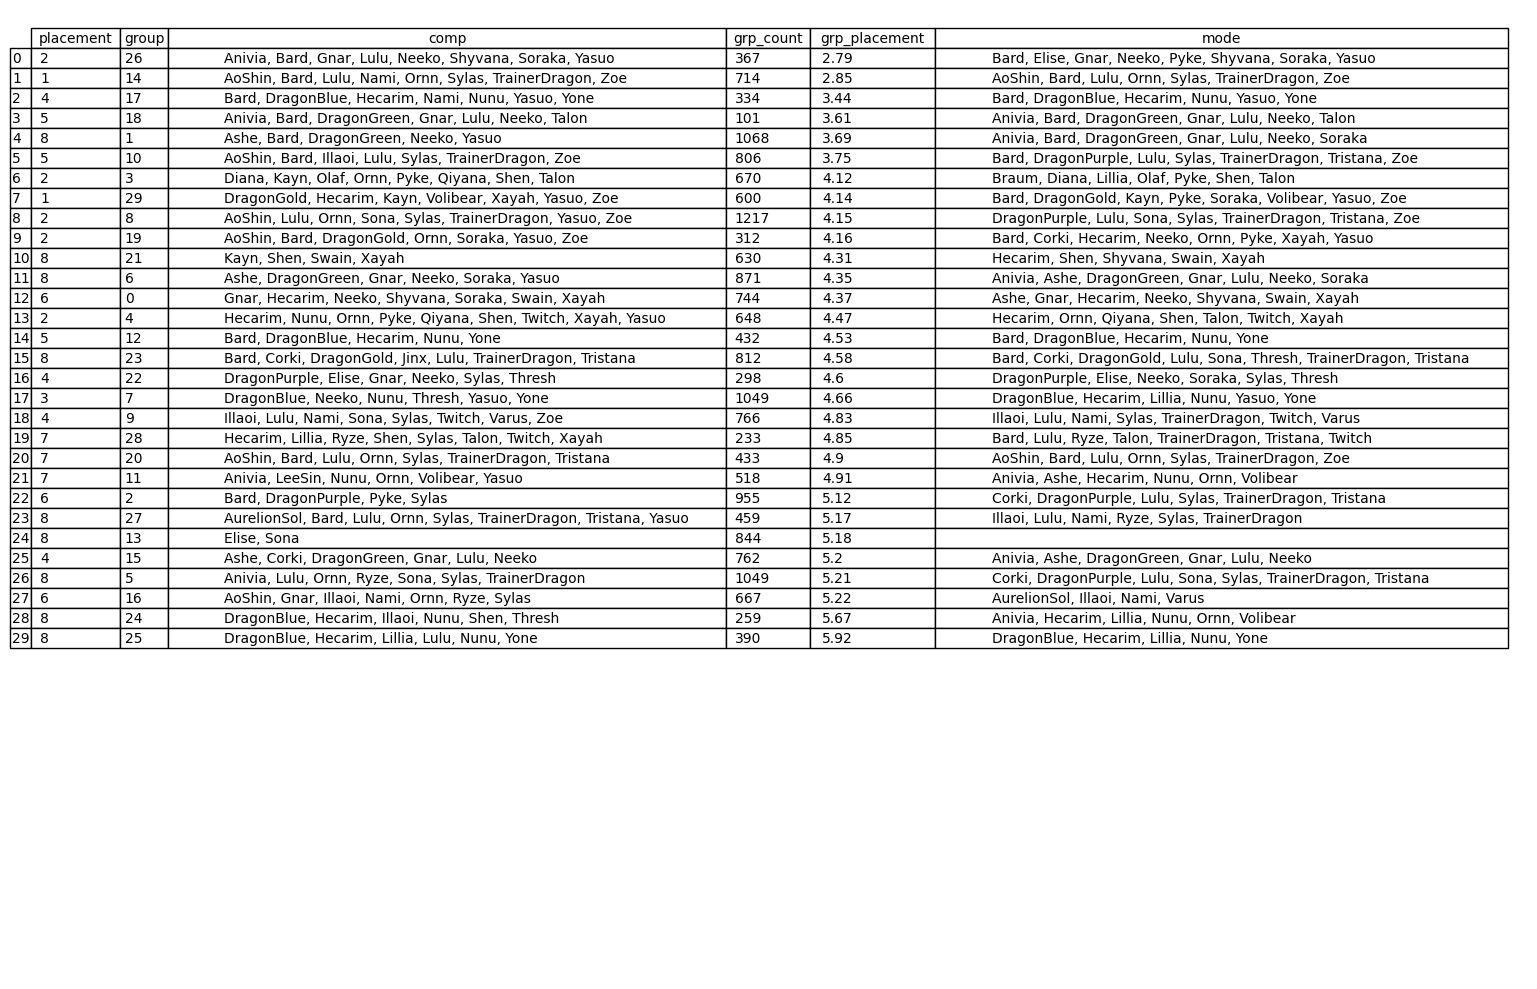 placement group comp grp_count grp_placement mode
0 2 26 Anivia, Bard, Gnar, Lulu, Neeko, Shyvana, Soraka, Yasuo 367 2.79 Bard, Elise, Gnar, Neeko, Pyke, Shyvana, Soraka, Yasuo
1 1 14 AoShin, Bard, Lulu, Nami, Ornn, Sylas, TrainerDragon, Zoe 714 2.85 AoShin, Bard, Lulu, Ornn, Sylas, TrainerDragon, Zoe
2 4 17 Bard, DragonBlue, Hecarim, Nami, Nunu, Yasuo, Yone 334 3.44 Bard, DragonBlue, Hecarim, Nunu, Yasuo, Yone
3 5 18 Anivia, Bard, DragonGreen, Gnar, Lulu, Neeko, Talon 101 3.61 Anivia, Bard, DragonGreen, Gnar, Lulu, Neeko, Talon
4 8 1 Ashe, Bard, DragonGreen, Neeko, Yasuo 1068 3.69 Anivia, Bard, DragonGreen, Gnar, Lulu, Neeko, Soraka
5 5 10 AoShin, Bard, Illaoi, Lulu, Sylas, TrainerDragon, Zoe 806 3.75 Bard, DragonPurple, Lulu, Sylas, TrainerDragon, Tristana, Zoe
6 2 3 Diana, Kayn, Olaf, Ornn, Pyke, Qiyana, Shen, Talon 670 4.12 Braum, Diana, Lillia, Olaf, Pyke, Shen, Talon
7 1 29 DragonGold, Hecarim, Kayn, Volibear, Xayah, Yasuo, Zoe 600 4.14 Bard, DragonGold, Kayn, Pyke, Soraka, Volibear, Yasuo, Zoe
8 2 8 AoShin, Lulu, Ornn, Sona, Sylas, TrainerDragon, Yasuo, Zoe 1217 4.15 DragonPurple, Lulu, Sona, Sylas, TrainerDragon, Tristana, Zoe
9 2 19 AoShin, Bard, DragonGold, Ornn, Soraka, Yasuo, Zoe 312 4.16 Bard, Corki, Hecarim, Neeko, Ornn, Pyke, Xayah, Yasuo
10 8 21 Kayn, Shen, Swain, Xayah 630 4.31 Hecarim, Shen, Shyvana, Swain, Xayah
11 8 6 Ashe, DragonGreen, Gnar, Neeko, Soraka, Yasuo 871 4.35 Anivia, Ashe, DragonGreen, Gnar, Lulu, Neeko, Soraka
12 6 0 Gnar, Hecarim, Neeko, Shyvana, Soraka, Swain, Xayah 744 4.37 Ashe, Gnar, Hecarim, Neeko, Shyvana, Swain, Xayah
13 2 4 Hecarim, Nunu, Ornn, Pyke, Qiyana, Shen, Twitch, Xayah, Yasuo 648 4.47 Hecarim, Ornn, Qiyana, Shen, Talon, Twitch, Xayah
14 5 12 Bard, DragonBlue, Hecarim, Nunu, Yone 432 4.53 Bard, DragonBlue, Hecarim, Nunu, Yone
15 8 23 Bard, Corki, DragonGold, Jinx, Lulu, TrainerDragon, Tristana 812 4.58 Bard, Corki, DragonGold, Lulu, Sona, Thresh, TrainerDragon, Tristana
16 4 22 DragonPurple, Elise, Gnar, Neeko, Sylas, Thresh 298 4.6 DragonPurple, Elise, Neeko, Soraka, Sylas, Thresh
17 3 7 DragonBlue, Neeko, Nunu, Thresh, Yasuo, Yone 1049 4.66 DragonBlue, Hecarim, Lillia, Nunu, Yasuo, Yone
18 4 9 Illaoi, Lulu, Nami, Sona, Sylas, Twitch, Varus, Zoe 766 4.83 Illaoi, Lulu, Nami, Sylas, TrainerDragon, Twitch, Varus
19 7 28 Hecarim, Lillia, Ryze, Shen, Sylas, Talon, Twitch, Xayah 233 4.85 Bard, Lulu, Ryze, Talon, TrainerDragon, Tristana, Twitch
20 7 20 AoShin, Bard, Lulu, Ornn, Sylas, TrainerDragon, Tristana 433 4.9 AoShin, Bard, Lulu, Ornn, Sylas, TrainerDragon, Zoe
21 7 11 Anivia, LeeSin, Nunu, Ornn, Volibear, Yasuo 518 4.91 Anivia, Ashe, Hecarim, Nunu, Ornn, Volibear
22 6 2 Bard, DragonPurple, Pyke, Sylas 955 5.12 Corki, DragonPurple, Lulu, Sylas, TrainerDragon, Tristana
23 8 27 AurelionSol, Bard, Lulu, Ornn, Sylas, TrainerDragon, Tristana, Yasuo 459 5.17 Illaoi, Lulu, Nami, Ryze, Sylas, TrainerDragon
24 8 13 Elise, Sona 844 5.18
25 4 15 Ashe, Corki, DragonGreen, Gnar, Lulu, Neeko 762 5.2 Anivia, Ashe, DragonGreen, Gnar, Lulu, Neeko
26 8 5 Anivia, Lulu, Ornn, Ryze, Sona, Sylas, TrainerDragon 1049 5.21 Corki, DragonPurple, Lulu, Sona, Sylas, TrainerDragon, Tristana
27 6 16 AoShin, Gnar, Illaoi, Nami, Ornn, Ryze, Sylas 667 5.22 AurelionSol, Illaoi, Nami, Varus
28 8 24 DragonBlue, Hecarim, Illaoi, Nunu, Shen, Thresh 259 5.67 Anivia, Hecarim, Lillia, Nunu, Ornn, Volibear
29 8 25 DragonBlue, Hecarim, Lillia, Lulu, Nunu, Yone 390 5.92 DragonBlue, Hecarim, Lillia, Nunu, Yone